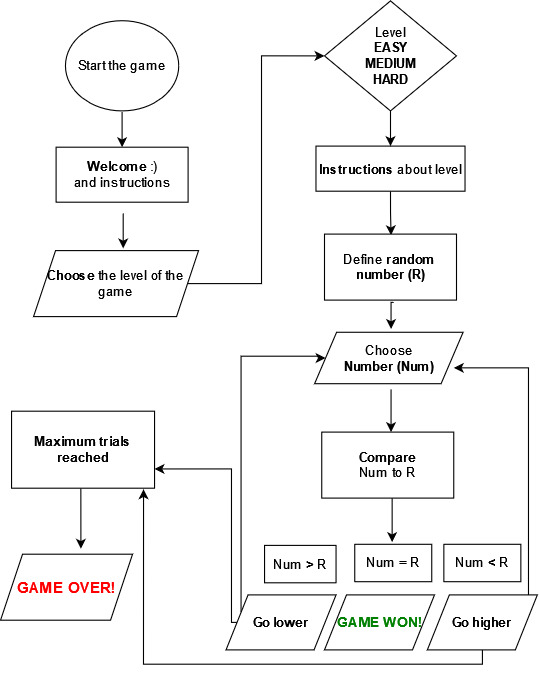 Start the game
Welcome :)
and instructions
Choose the level of the
game
Level
EASY
MEDIUM
HARD
Instructions about level
Define random
number (R)
Choose
Number (Num)
Compare
Num to R
Num > R
Num = R
Num < R
Go lower
GAME WON!
Go higher
Maximum trials
reached
GAME OVER!